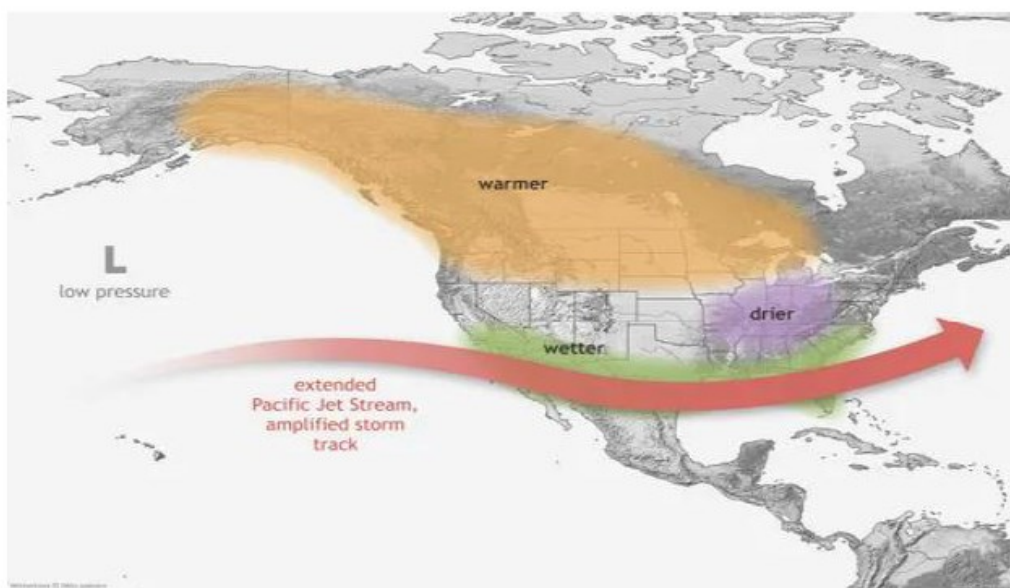 warmer
L
low pressure
drier
wetter
extended
Pacific Jet Stream,
amplified storm
track